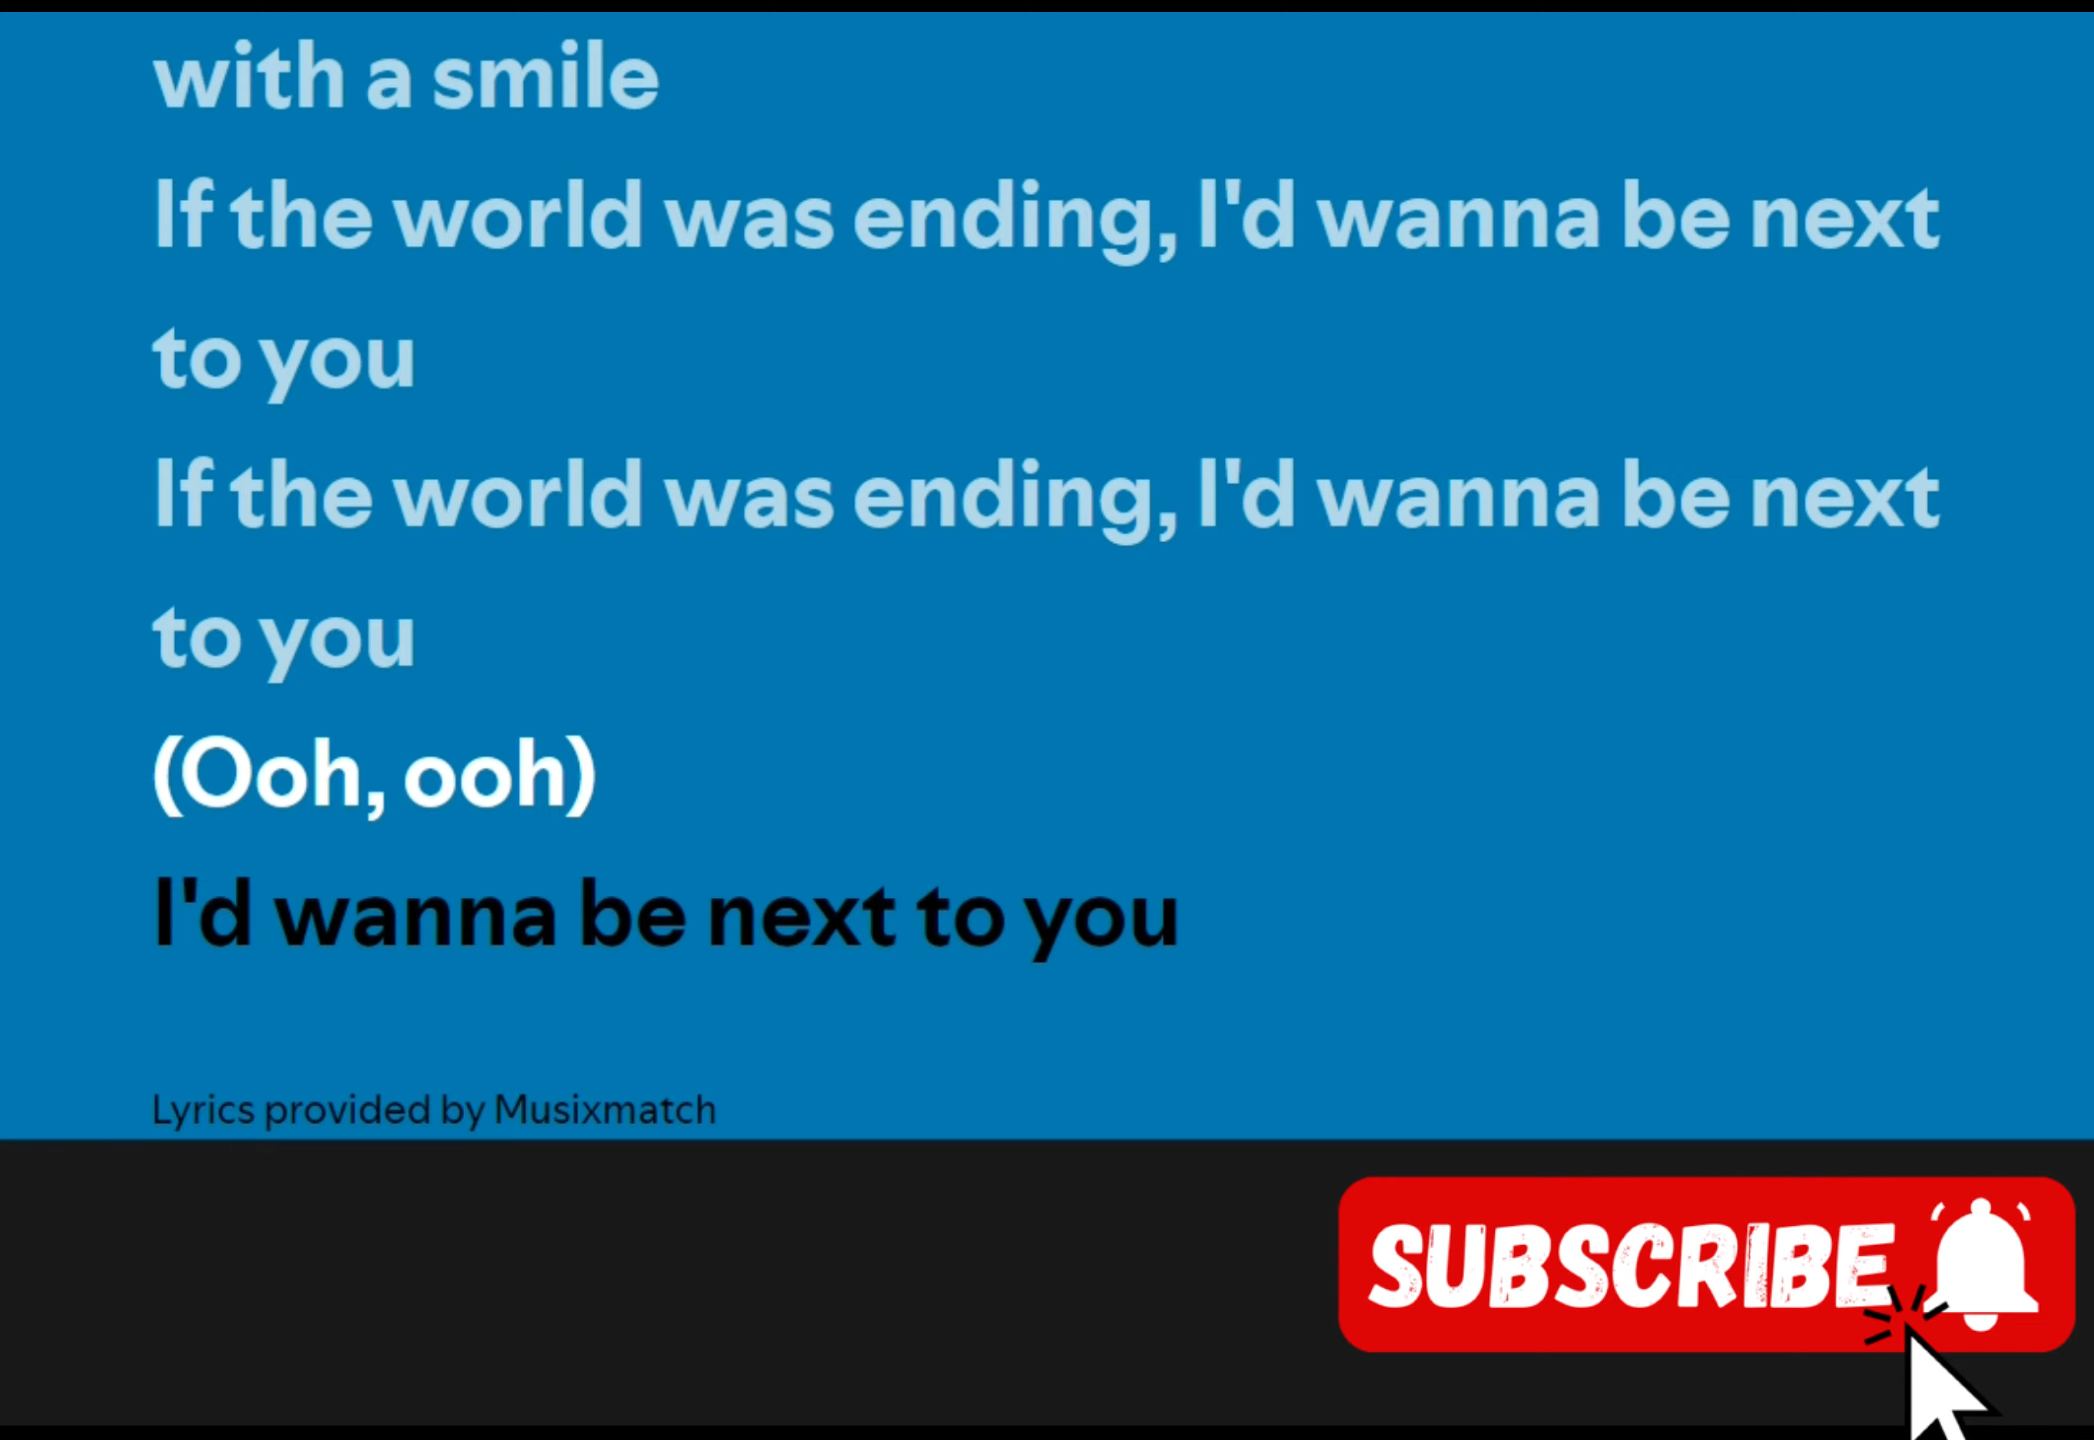 with a smile
If the world was ending, I'd wanna be next
to you
If the world was ending, I'd wanna be next
to you
(Ooh, ooh)
I'd wanna be next to you
Lyrics provided by Musixmatch
SUBSCRIBE